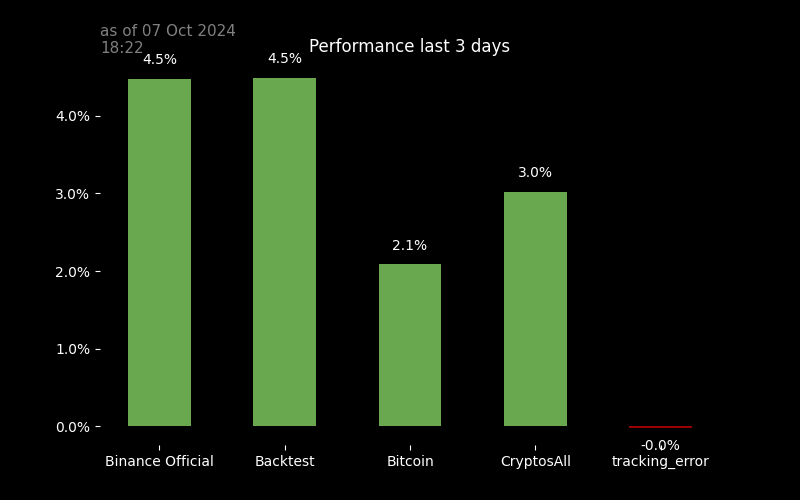 as of 07 Oct 2024
18:22
Performance last 3 days
4.5%
4.5%
2.1%
3.0%
-0.0%
4.0%
3.0%
2.0%
1.0%
0.0%
Binance Official
Backtest
Bitcoin
CryptosAll
tracking_error